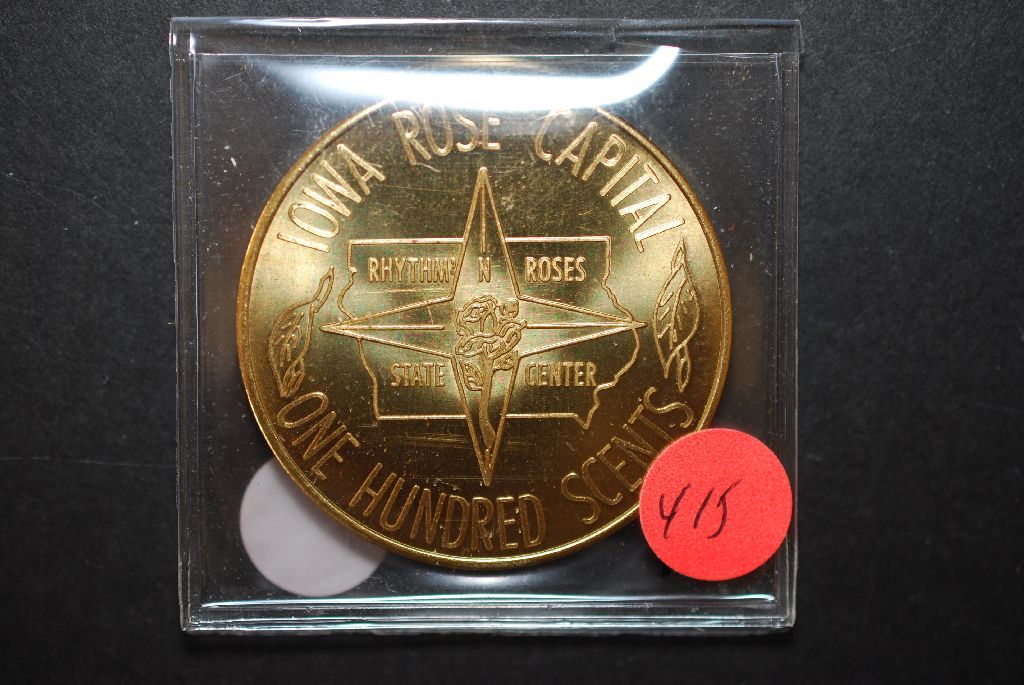 IOWA ROSE CAPITAL
RHYTHM N ROSES
STATE CENTER
ONE HUNDRED SCENTS
415